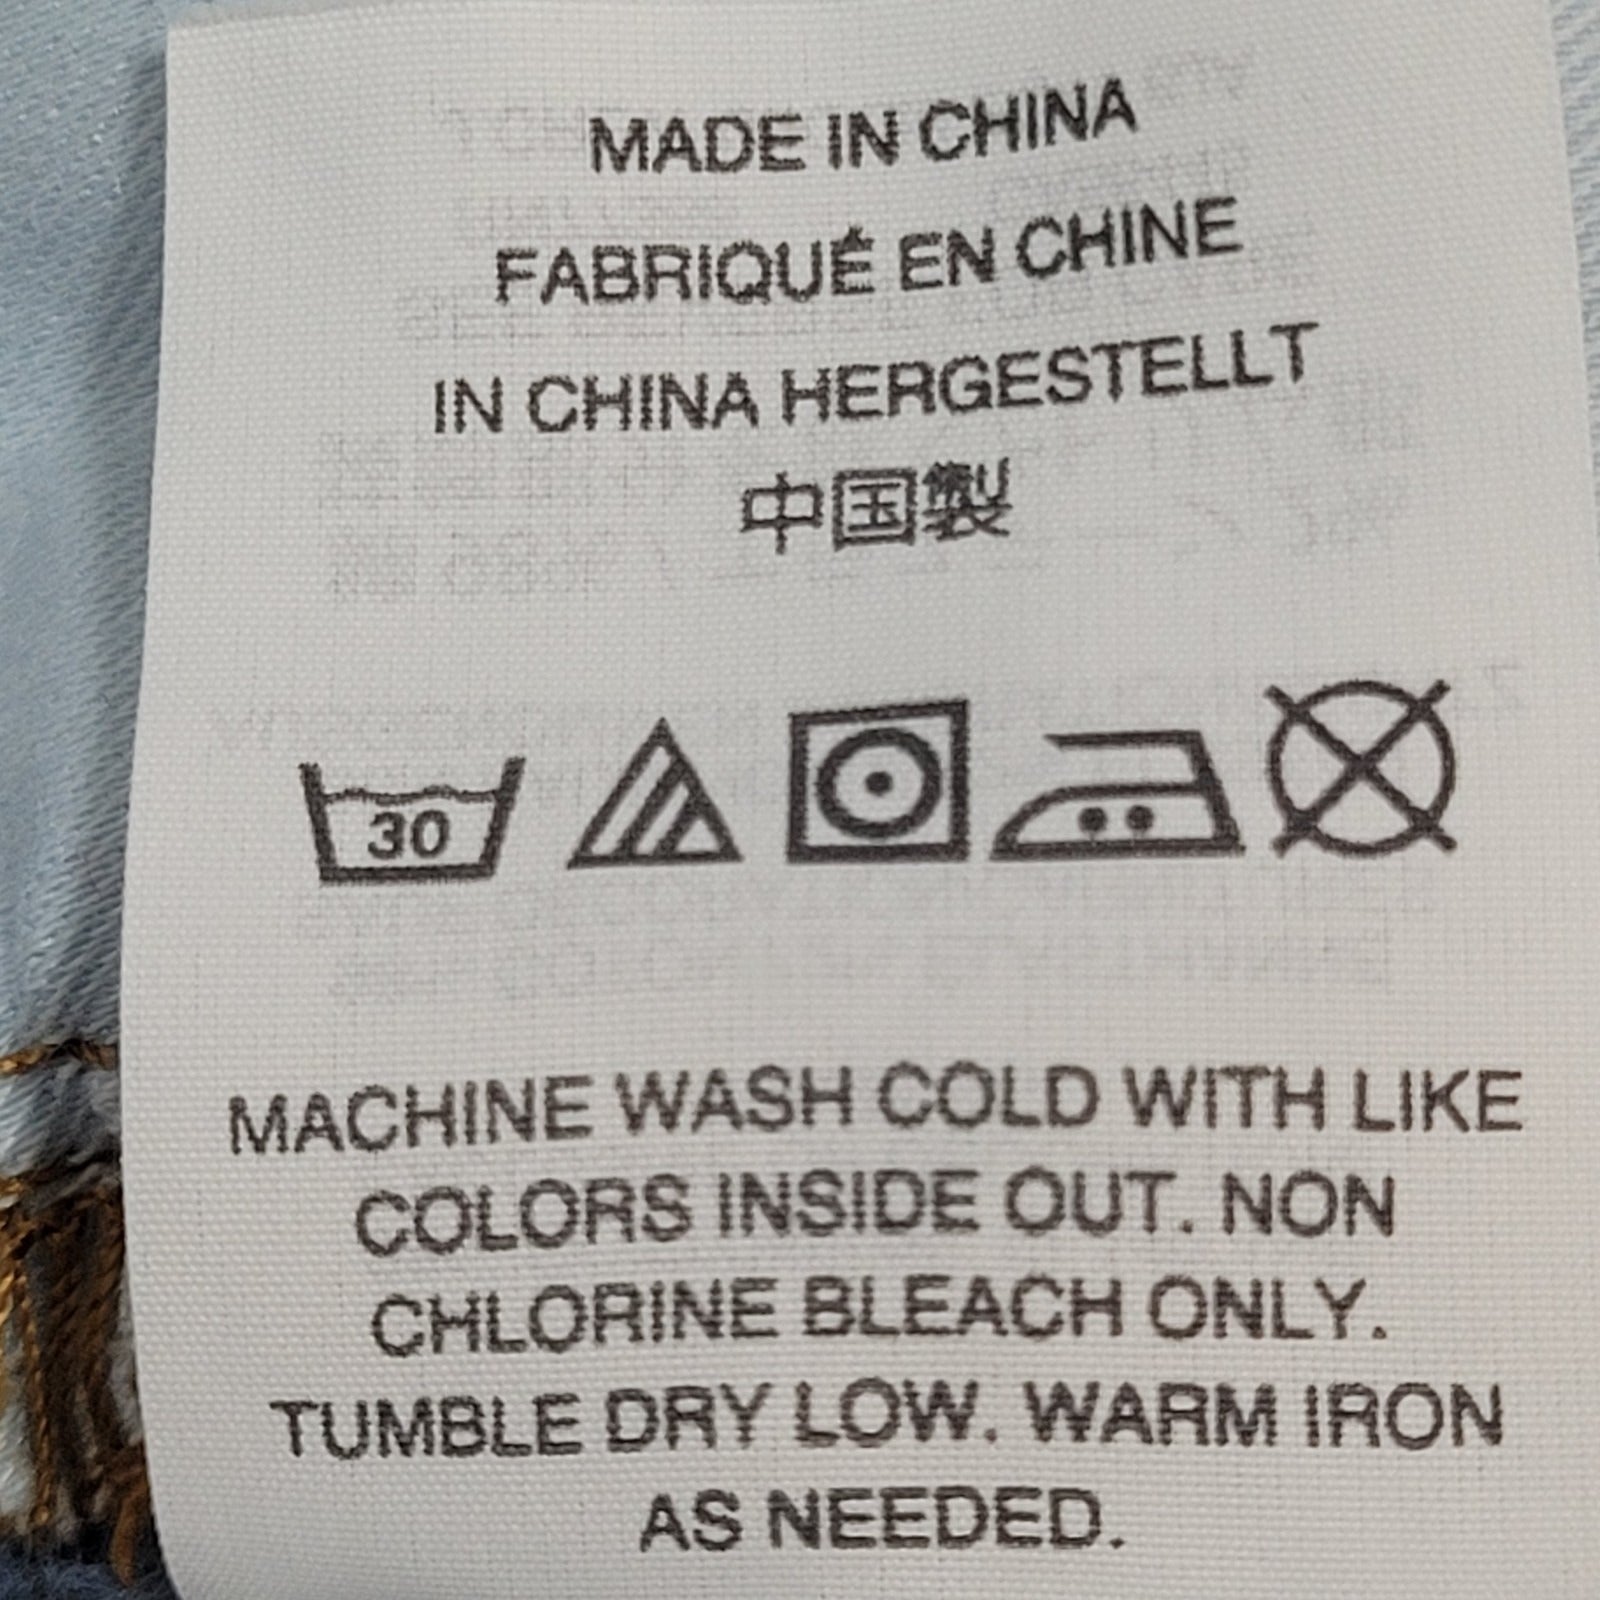 MADE IN CHINA
FABRIQUÉ EN CHINE
IN CHINA HERGESTELLT
中国製
30
MACHINE WASH COLD WITH LIKE
COLORS INSIDE OUT. NON
CHLORINE BLEACH ONLY.
TUMBLE DRY LOW. WARM IRON
AS NEEDED.